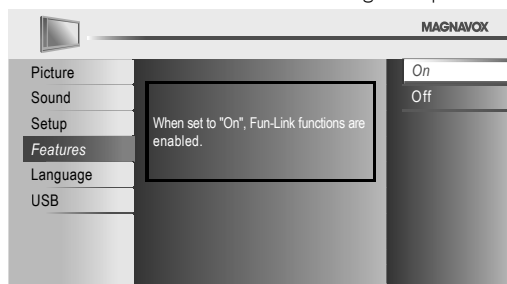 MAGNAVOX
Picture
Sound
Setup
Features
Language
USB
When set to "On", Fun-Link functions are
enabled.
On
Off